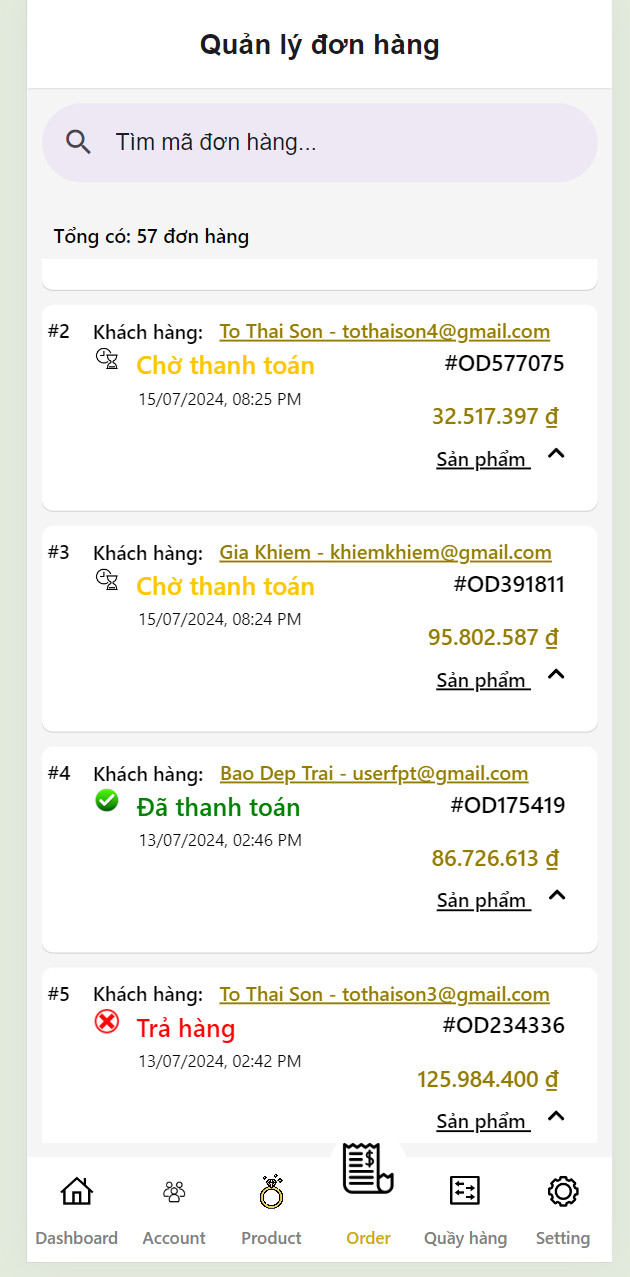 Quản lý đơn hàng
Tìm mã đơn hàng...
Tổng có: 57 đơn hàng
#2 Khách hàng: To Thai Son - tothaison4@gmail.com
Chờ thanh toán #OD577075
15/07/2024, 08:25 PM
32.517.397 ₫
Sản phẩm
#3 Khách hàng: Gia Khiem - khiemkhiem@gmail.com
Chờ thanh toán #OD391811
15/07/2024, 08:24 PM
95.802.587 ₫
Sản phẩm
#4 Khách hàng: Bao Dep Trai - userfpt@gmail.com
Đã thanh toán #OD175419
13/07/2024, 02:46 PM
86.726.613 ₫
Sản phẩm
#5 Khách hàng: To Thai Son - tothaison3@gmail.com
Trả hàng #OD234336
13/07/2024, 02:42 PM
125.984.400 ₫
Sản phẩm
Dashboard Account Product Order Quầy hàng Setting